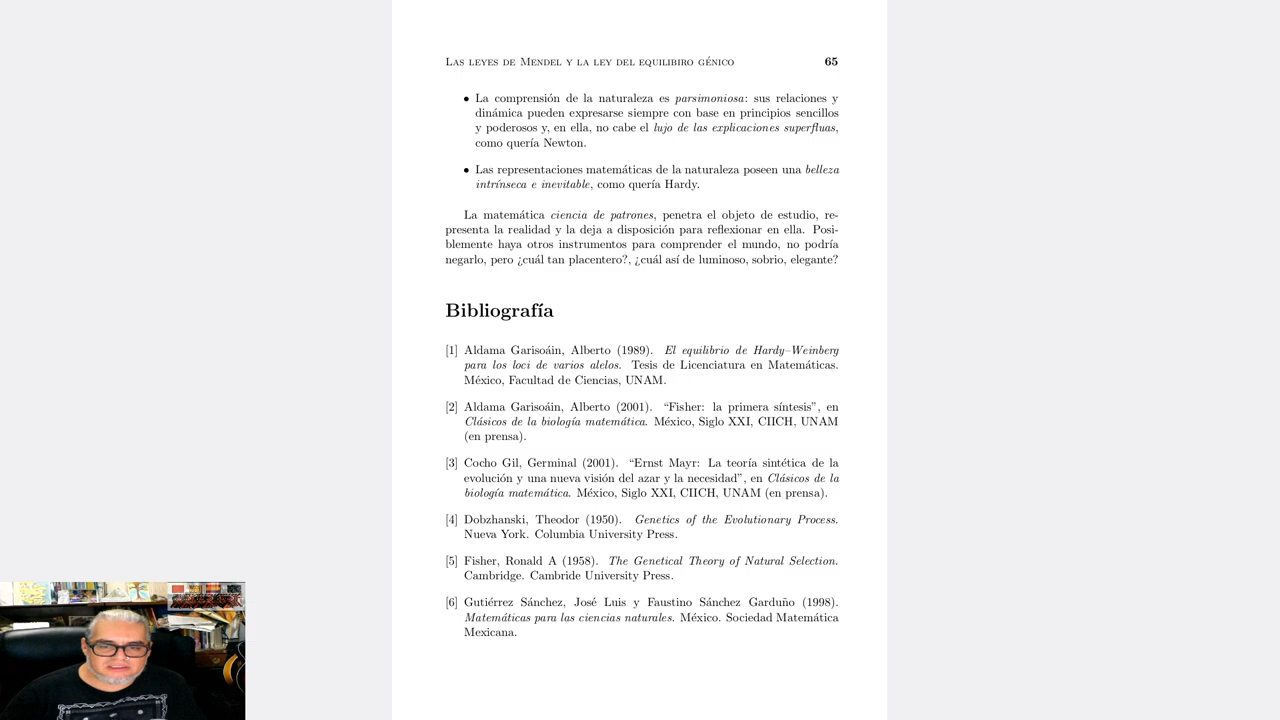 Las leyes de Mendel y la ley del equilibiro génico 65
• La comprensión de la naturaleza es parsimoniosa: sus relaciones y
dinámica pueden expresarse siempre con base en principios sencillos
y poderosos y, en ella, no cabe el lujo de las explicaciones superfluas,
como quería Newton.
• Las representaciones matemáticas de la naturaleza poseen una belleza
intrínseca e inevitable, como quería Hardy.
La matemática ciencia de patrones, penetra el objeto de estudio, re-
presenta la realidad y la deja a disposición para reflexionar en ella. Posi-
blemente haya otros instrumentos para comprender el mundo, no podría
negarlo, pero ¿cuál tan placentero?, ¿cuál así de luminoso, sobrio, elegante?
Bibliografía
[1] Aldama Garisoáin, Alberto (1989). El equilibrio de Hardy–Weinberg
para los loci de varios alelos. Tesis de Licenciatura en Matemáticas.
México, Facultad de Ciencias, UNAM.
[2] Aldama Garisoáin, Alberto (2001). “Fisher: la primera síntesis”, en
Clásicos de la biología matemática. México, Siglo XXI, CIICH, UNAM
(en prensa).
[3] Cocho Gil, Germinal (2001). “Ernst Mayr: La teoría sintética de la
evolución y una nueva visión del azar y la necesidad”, en Clásicos de la
biología matemática. México, Siglo XXI, CIICH, UNAM (en prensa).
[4] Dobzhanski, Theodor (1950). Genetics of the Evolutionary Process.
Nueva York. Columbia University Press.
[5] Fisher, Ronald A (1958). The Genetical Theory of Natural Selection.
Cambridge. Cambride University Press.
[6] Gutiérrez Sánchez, José Luis y Faustino Sánchez Garduño (1998).
Matemáticas para las ciencias naturales. México. Sociedad Matemática
Mexicana.